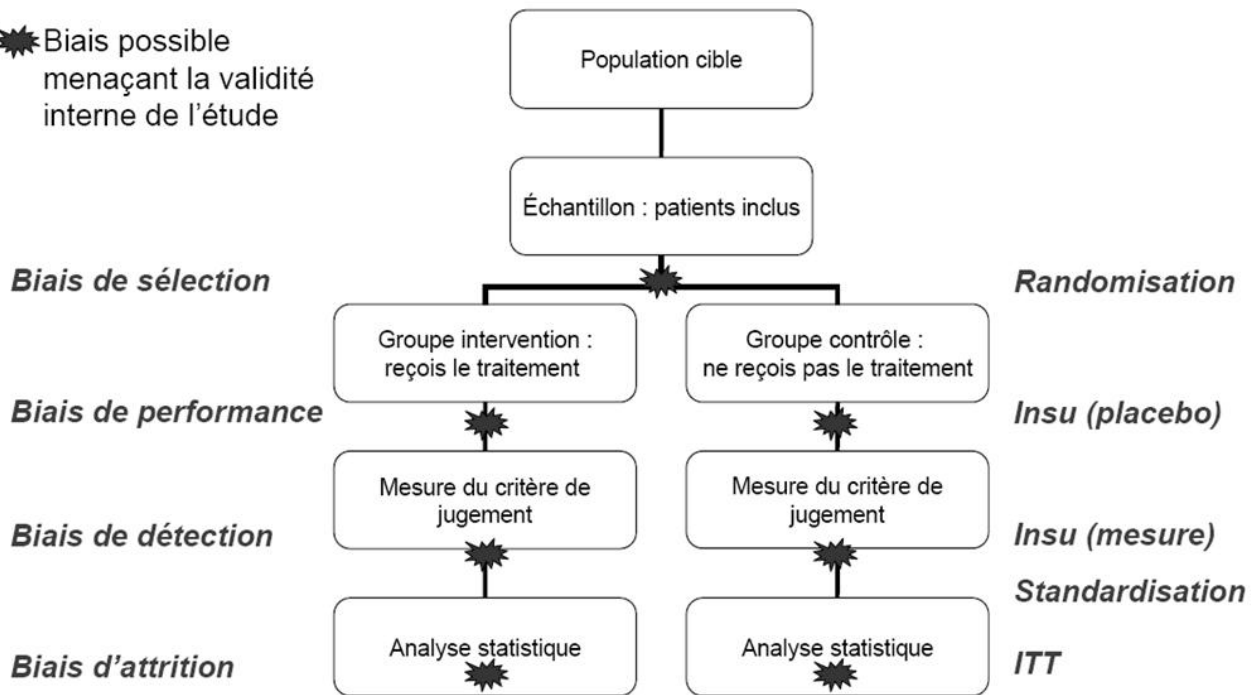 Biais possible
menaçant la validité
interne de l'étude
Population cible
Échantillon : patients inclus
Biais de sélection
Randomisation
Groupe intervention :
reçois le traitement
Groupe contrôle :
ne reçois pas le traitement
Biais de performance
Insu (placebo)
Mesure du critère de
jugement
Mesure du critère de
jugement
Biais de détection
Insu (mesure)
Standardisation
Analyse statistique
Analyse statistique
Biais d'attrition
ITT